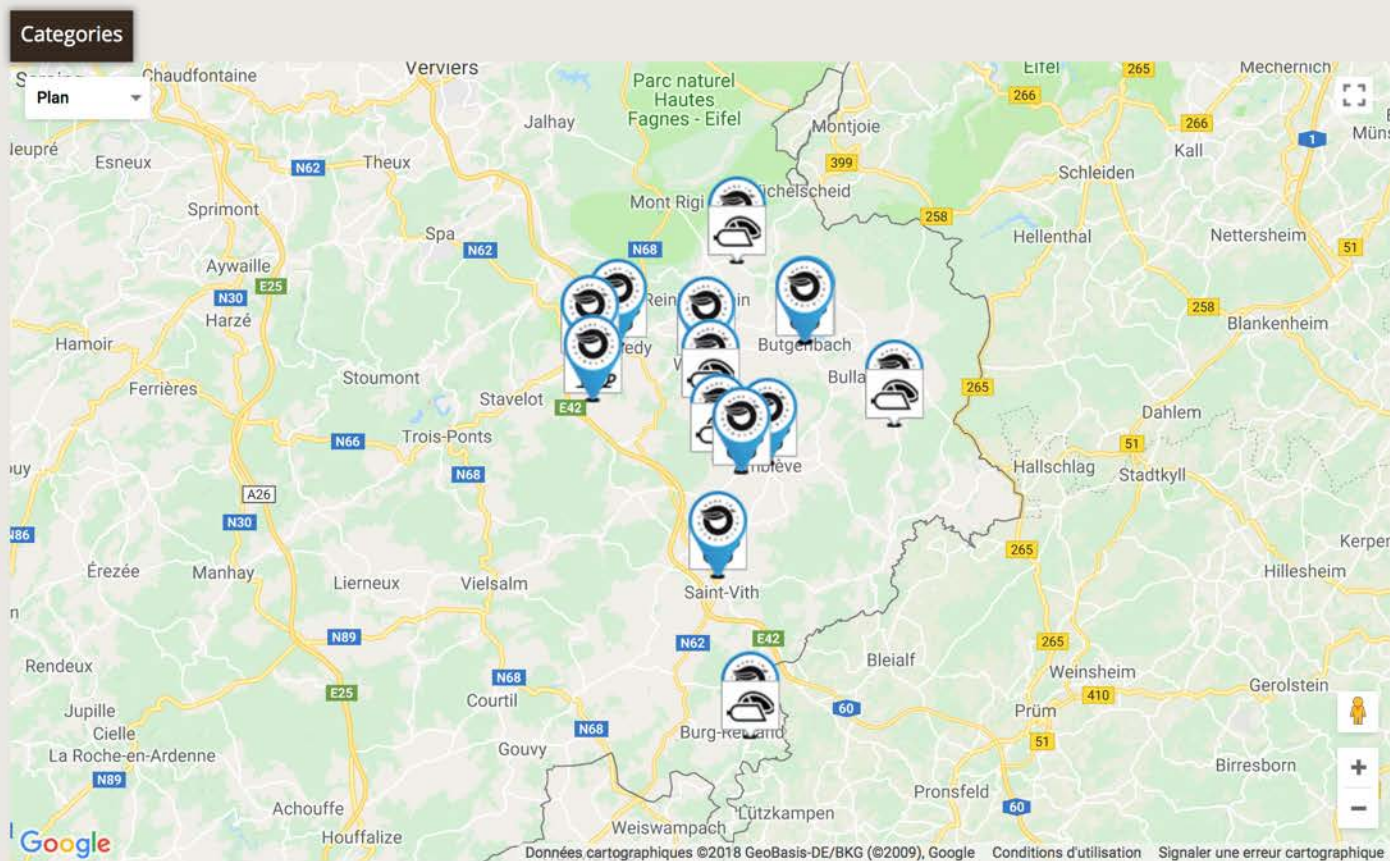 Categories
Plan
Chaudfontaine
Verviers
Parc naturel
Hautes
Fagnes - Eifel
Eifel
265
Mechernich
266
Jalhay
Montjoie
266
1
Esneux
N62
Theux
399
Kall
Schleiden
Sprimont
Mont Rigi
258
Spa
N62
N68
Hellenthal
Nettersheim
51
Aywaille
E25
N30
Harzé
258
Blankenheim
Hamoir
Butgenbach
Stoumont
Ferrières
Stavelot
E42
265
Dahlem
N66
Trois-Ponts
51
N68
Hallschlag
Stadtkyll
A26
N30
265
Érezée
Manhay
Lierneux
Vielsalm
Hillesheim
Saint-Vith
N89
N62
E42
265
Rendeux
Bleialf
Weinsheim
N68
E25
Courtil
410
Gerolstein
Jupille
60
Prüm
Cielle
N68
51
La Roche-en-Ardenne
Gouvy
Birresborn
N89
Pronsfeld
Achouffe
60
Lützkampen
Weiswampach
Houffalize
Google
Données cartographiques ©2018 GeoBasis-DE/BKG (©2009), Google Conditions d'utilisation Signaler une erreur cartographique